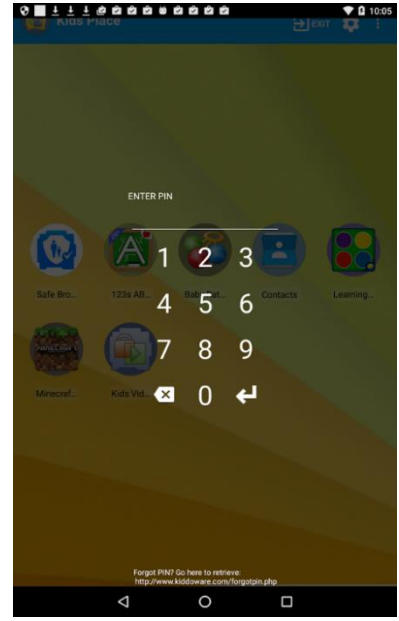 10:05
Kids Place
EXIT
ENTER PIN
1 2 3
Safe Bro... 123s AB... Contacts Learning...
4 5 6
7 8 9
Minecraf... Kids Vid...
0
Forgot PIN? Go here to retrieve:
http://www.kiddoware.com/forgotpin.php